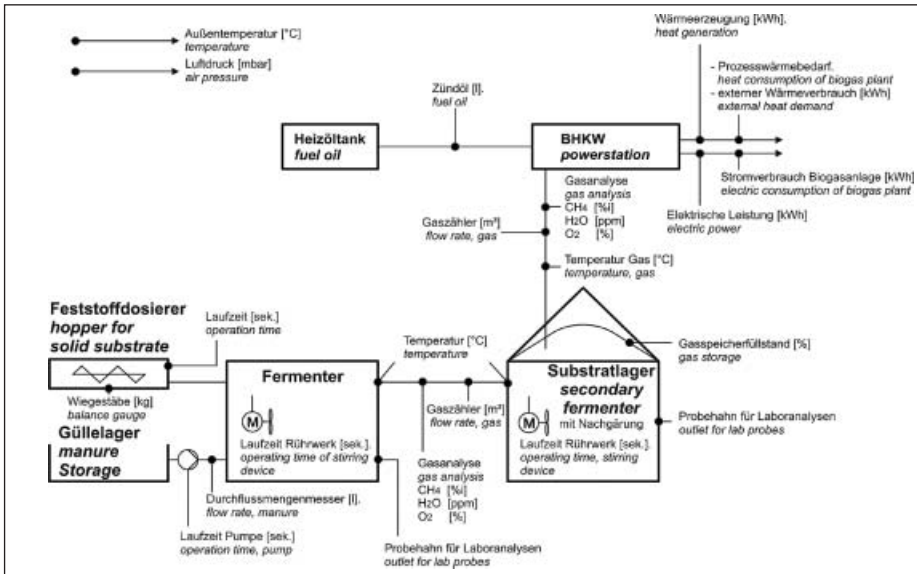 Außentemperatur [°C]
temperature
Luftdruck [mbar]
air pressure
Wärmeerzeugung [kWh].
heat generation
- Prozesswärmebedarf.
heat consumption of biogas plant
- externer Wärmeverbrauch [kWh]
external heat demand
Zündöl [l].
fuel oil
Heizöltank
fuel oil
BHKW
powerstation
Stromverbrauch Biogasanlage [kWh]
electric consumption of biogas plant
Elektrische Leistung [kWh]
electric power
Gasanalyse
gas analysis
CH4 [%i]
H2O [ppm]
O2 [%]
Gaszähler [m³]
flow rate, gas
Temperatur Gas [°C]
temperature, gas
Feststoffdosierer
hopper for
solid substrate
Laufzeit [sek.]
operation time
Wiegestäbe [kg]
balance gauge
Güllelager
manure
Storage
Fermenter
M
Laufzeit Rührwerk [sek.].
operating time of stirring
device
Temperatur [°C]
temperature
Gaszähler [m³]
flow rate, gas
Gasanalyse
gas analysis
CH4 [%i]
H2O [ppm]
O2 [%]
Gasspeicherfüllstand [%]
gas storage
Substratlager
secondary
fermenter
mit Nachgärung
M
Laufzeit Rührwerk [sek.].
operating time, stirring
device
Probehahn für Laboranalysen
outlet for lab probes
Durchflussmengenmesser [l].
flow rate, manure
Laufzeit Pumpe [sek.]
operation time, pump
Probehahn für Laboranalysen
outlet for lab probes